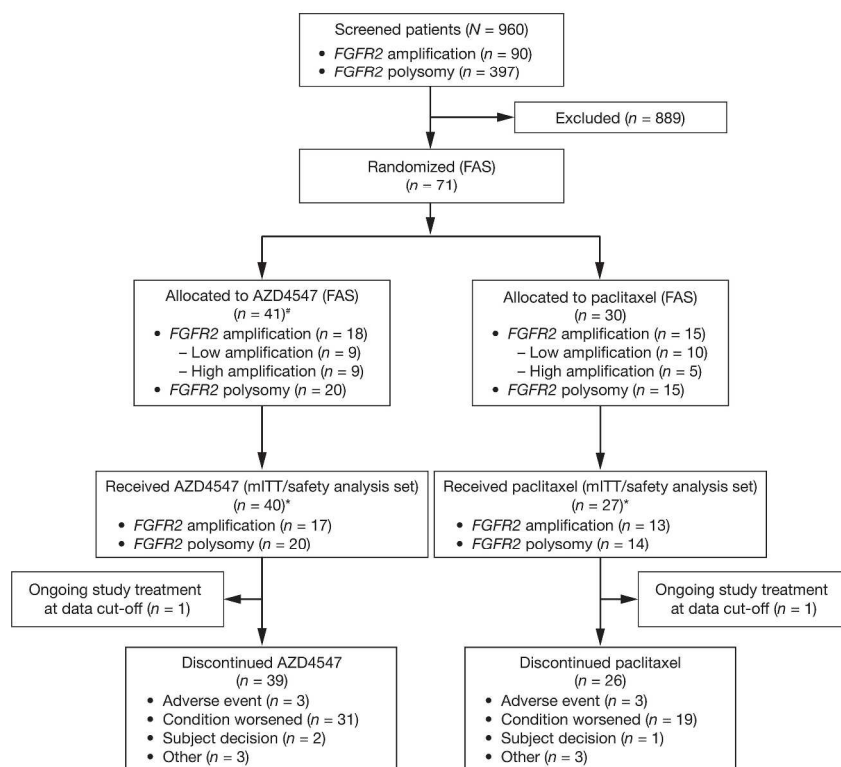 Screened patients (N = 960)
• FGFR2 amplification (n = 90)
• FGFR2 polysomy (n = 397)
Excluded (n = 889)
Randomized (FAS)
(n – 71)
Allocated to AZD4547 (FAS)
(n = 41)#
• FGFR2 amplification (n = 18)
– Low amplification (n = 9)
– High amplification (n = 9)
• FGFR2 polysomy (n = 20)
Allocated to paclitaxel (FAS)
(n = 30)
• FGFR2 amplification (n = 15)
– Low amplification (n = 10)
– High amplification (n = 5)
• FGFR2 polysomy (n = 15)
Received AZD4547 (mITT/safety analysis set)
(n = 40)*
• FGFR2 amplification (n = 17)
• FGFR2 polysomy (n = 20)
Received paclitaxel (mITT/safety analysis set)
(n = 27)*
• FGFR2 amplification (n = 13)
• FGFR2 polysomy (n = 14)
Ongoing study treatment
at data cut-off (n = 1)
Ongoing study treatment
at data cut-off (n = 1)
Discontinued AZD4547
(n = 39)
• Adverse event (n = 3)
• Condition worsened (n = 31)
• Subject decision (n = 2)
• Other (n = 3)
Discontinued paclitaxel
(n = 26)
• Adverse event (n = 3)
• Condition worsened (n = 19)
• Subject decision (n = 1)
• Other (n = 3)